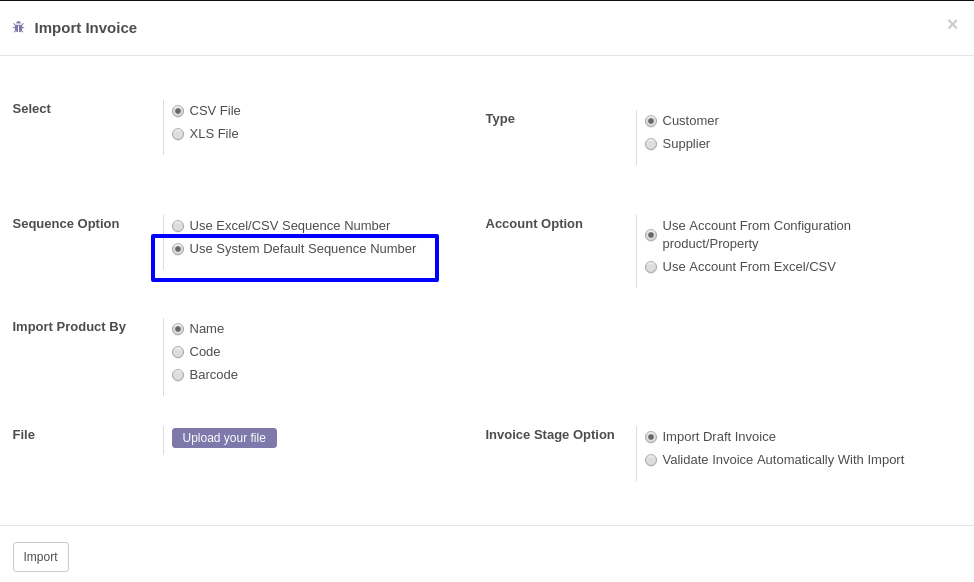 Import Invoice
×
Select
CSV File
XLS File
Type
Customer
Supplier
Sequence Option
Use Excel/CSV Sequence Number
Use System Default Sequence Number
Account Option
Use Account From Configuration
product/Property
Use Account From Excel/CSV
Import Product By
Name
Code
Barcode
File
Upload your file
Invoice Stage Option
Import Draft Invoice
Validate Invoice Automatically With Import
Import